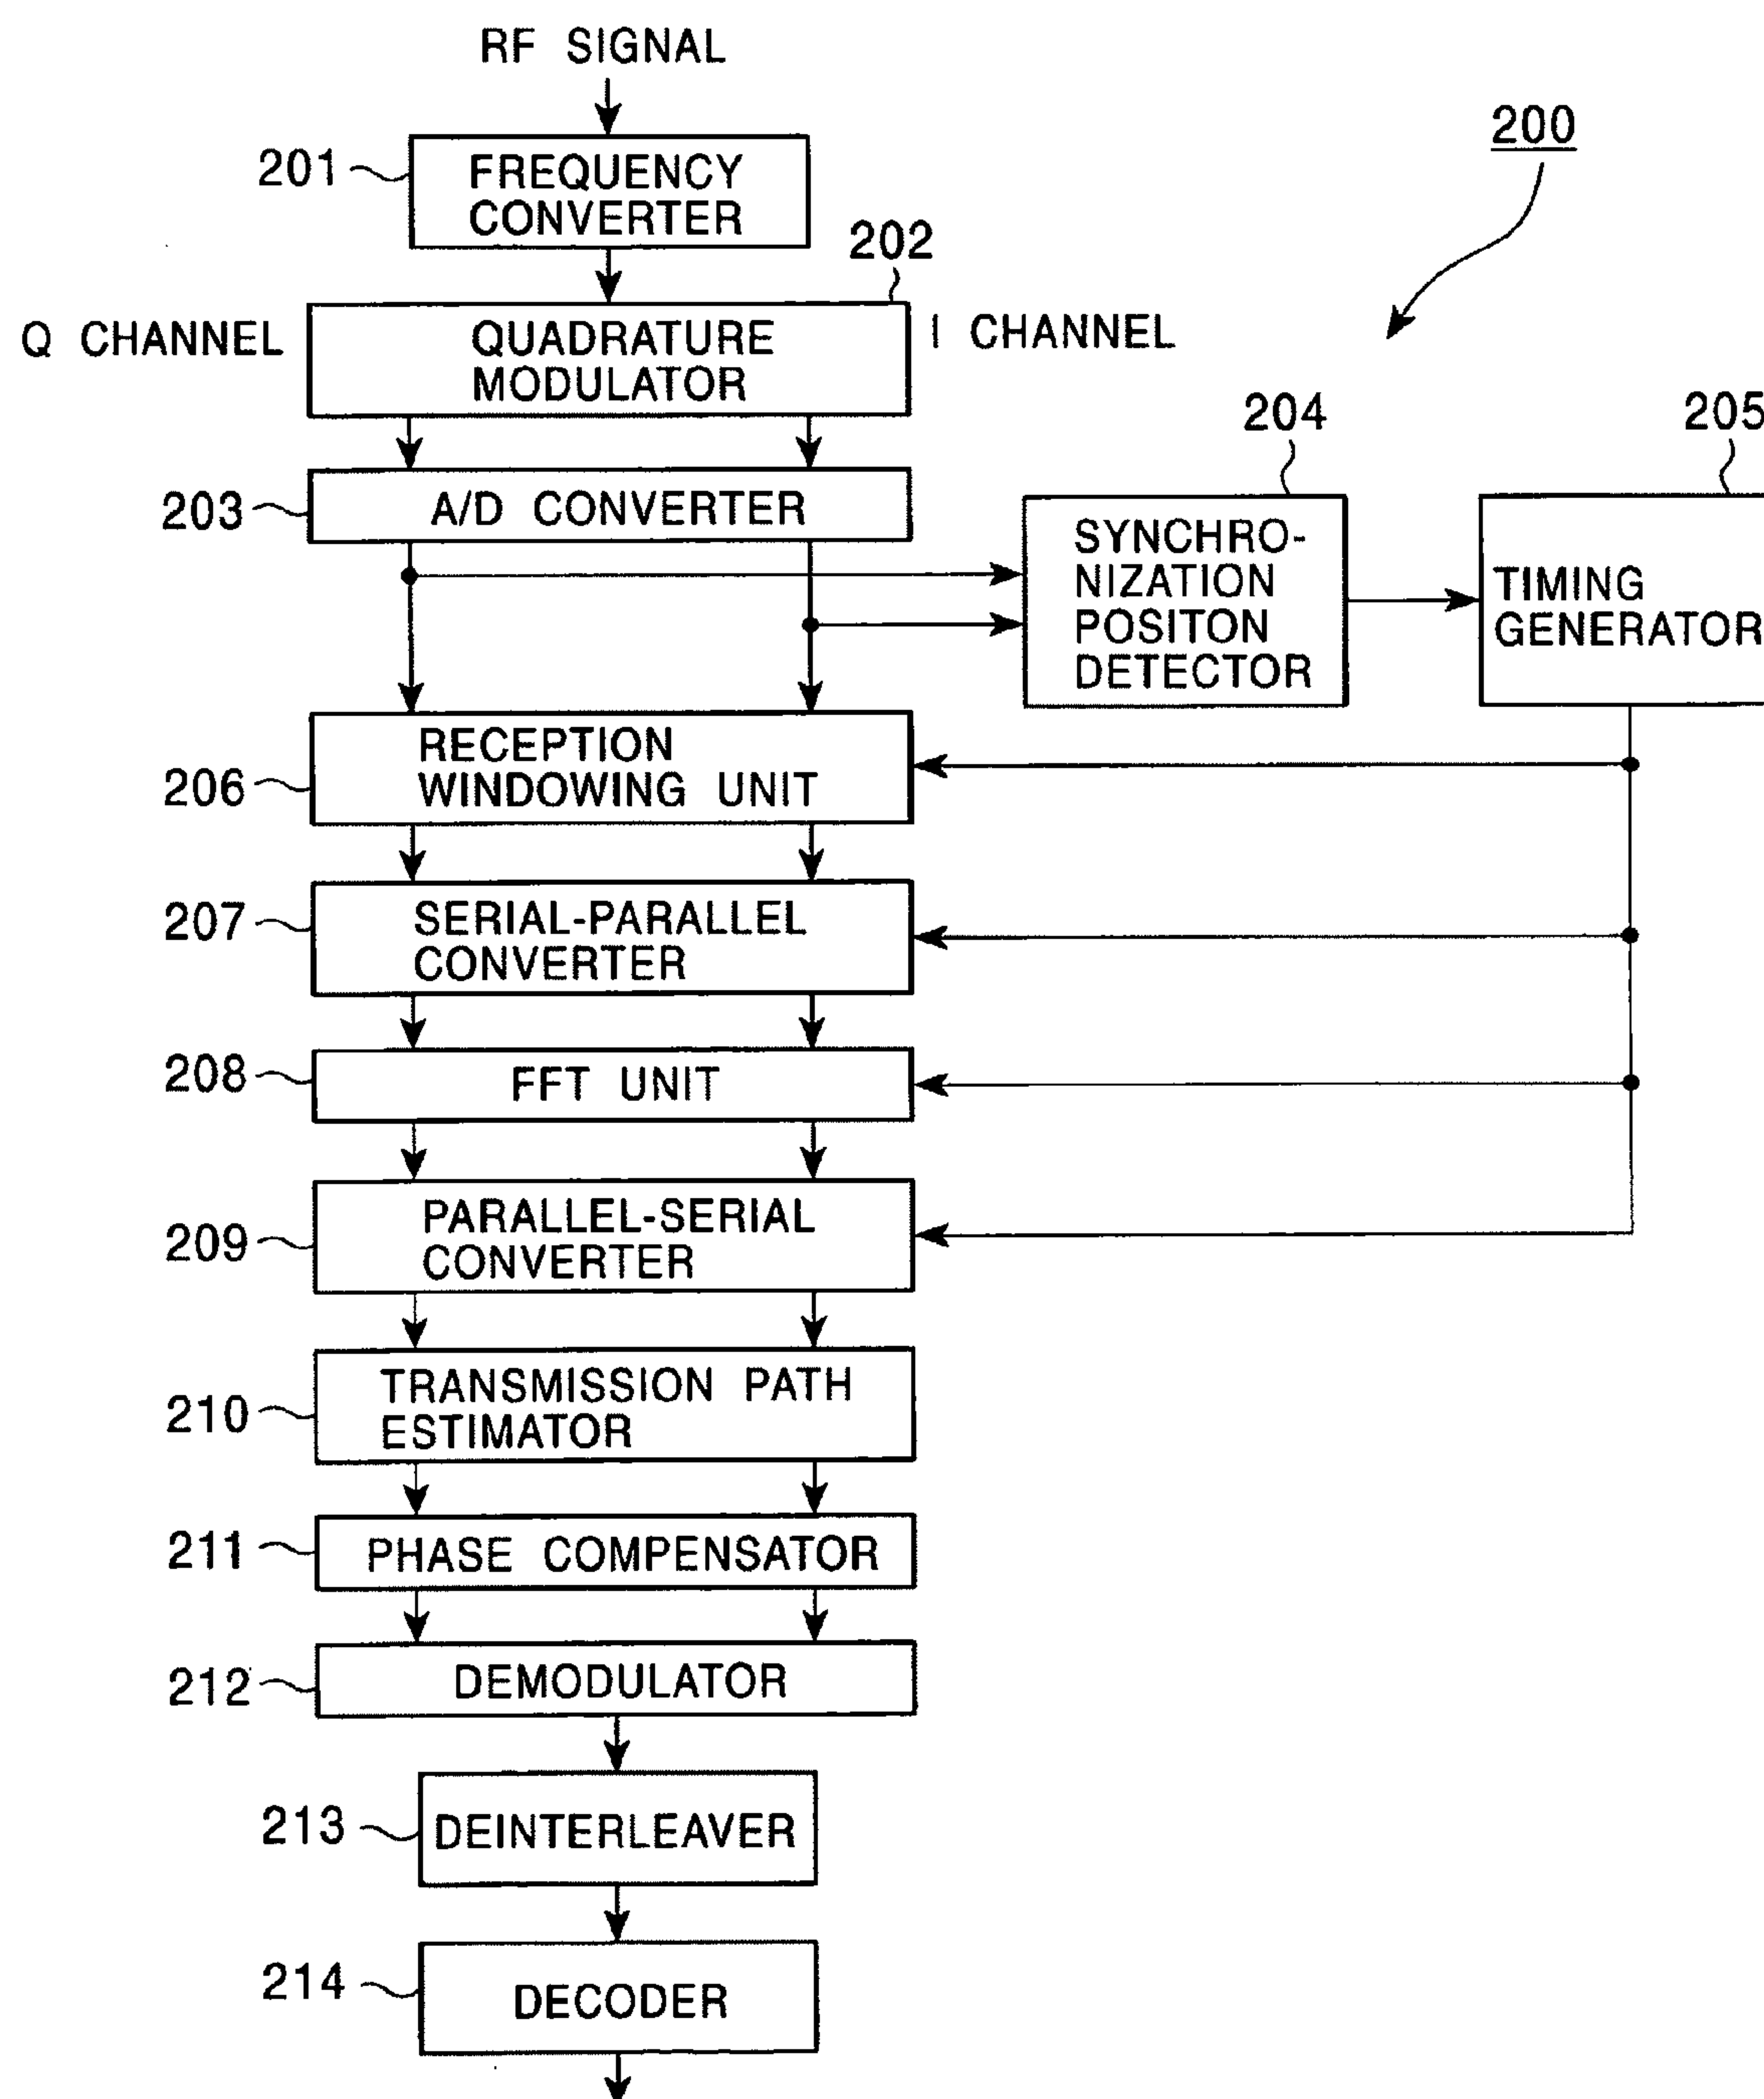 RF SIGNAL
200
201
FREQUENCY
CONVERTER
202
Q CHANNEL
QUADRATURE
MODULATOR
I CHANNEL
204
205
203
A/D CONVERTER
SYNCHRO-
NIZATION
POSITON
DETECTOR
TIMING
GENERATOR
206
RECEPTION
WINDOWING UNIT
207
SERIAL-PARALLEL
CONVERTER
208
FFT UNIT
209
PARALLEL-SERIAL
CONVERTER
210
TRANSMISSION PATH
ESTIMATOR
211
PHASE COMPENSATOR
212
DEMODULATOR
213
DEINTERLEAVER
214
DECODER